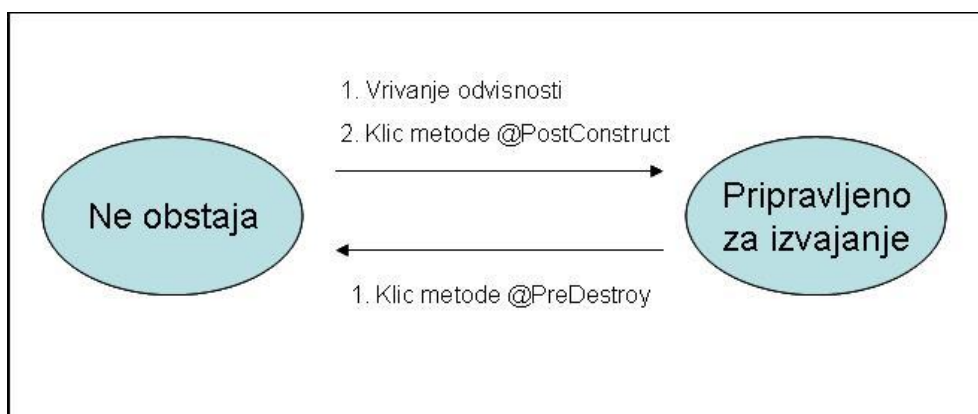 1. Vrivanje odvisnosti
2. Klic metode @PostConstruct
Ne obstaja
Pripravljeno
za izvajanje
1. Klic metode @PreDestroy